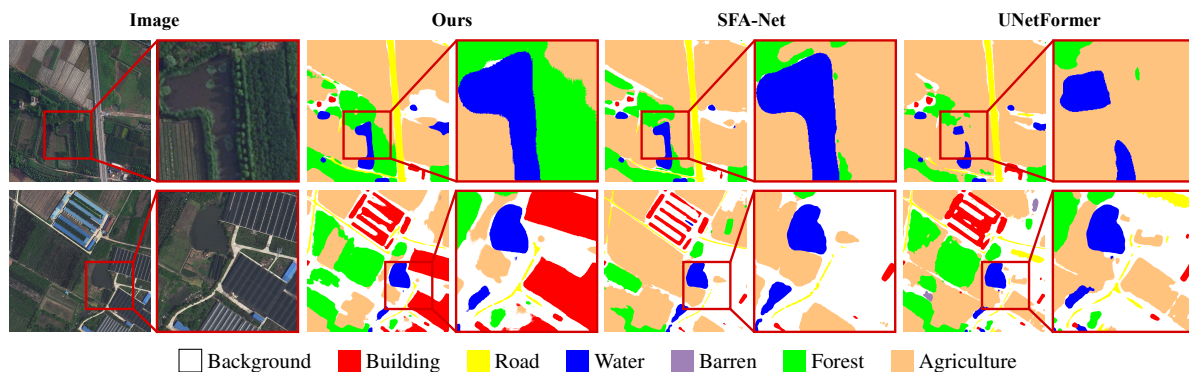 Image Ours SFA-Net UNetFormer
Background Building Road Water Barren Forest Agriculture